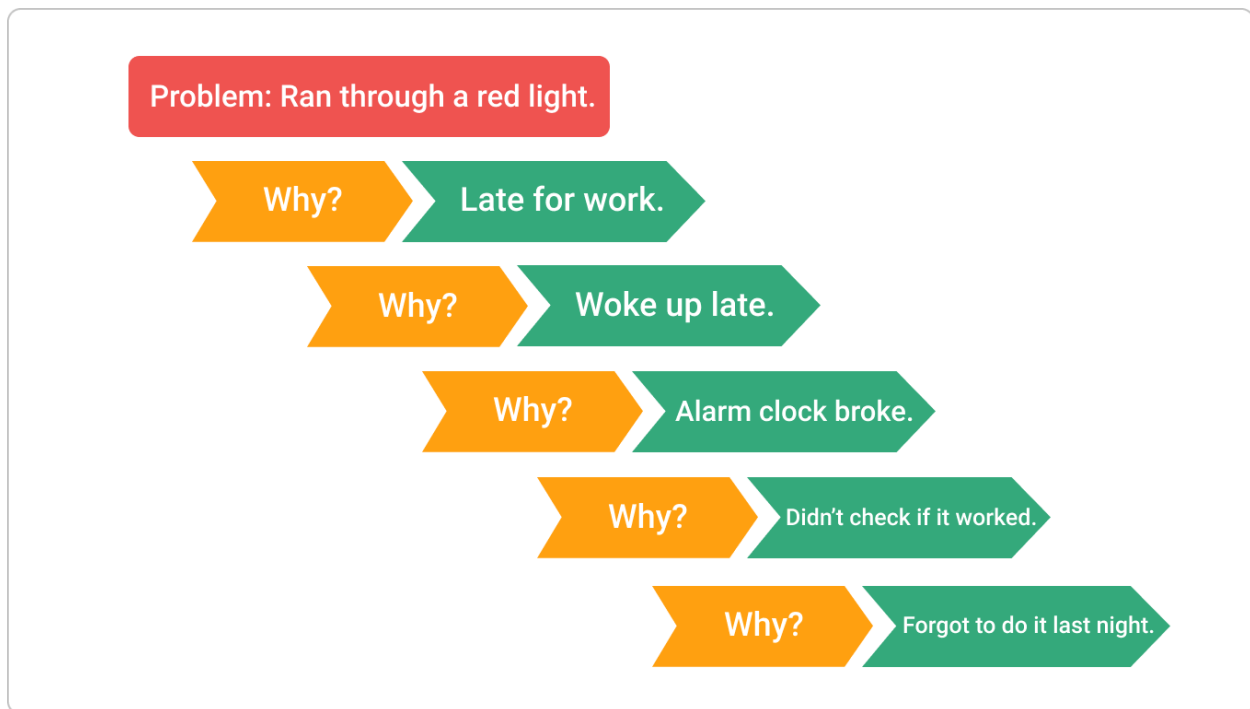 Problem: Ran through a red light.
Why? Late for work.
Why? Woke up late.
Why? Alarm clock broke.
Why? Didn’t check if it worked.
Why? Forgot to do it last night.